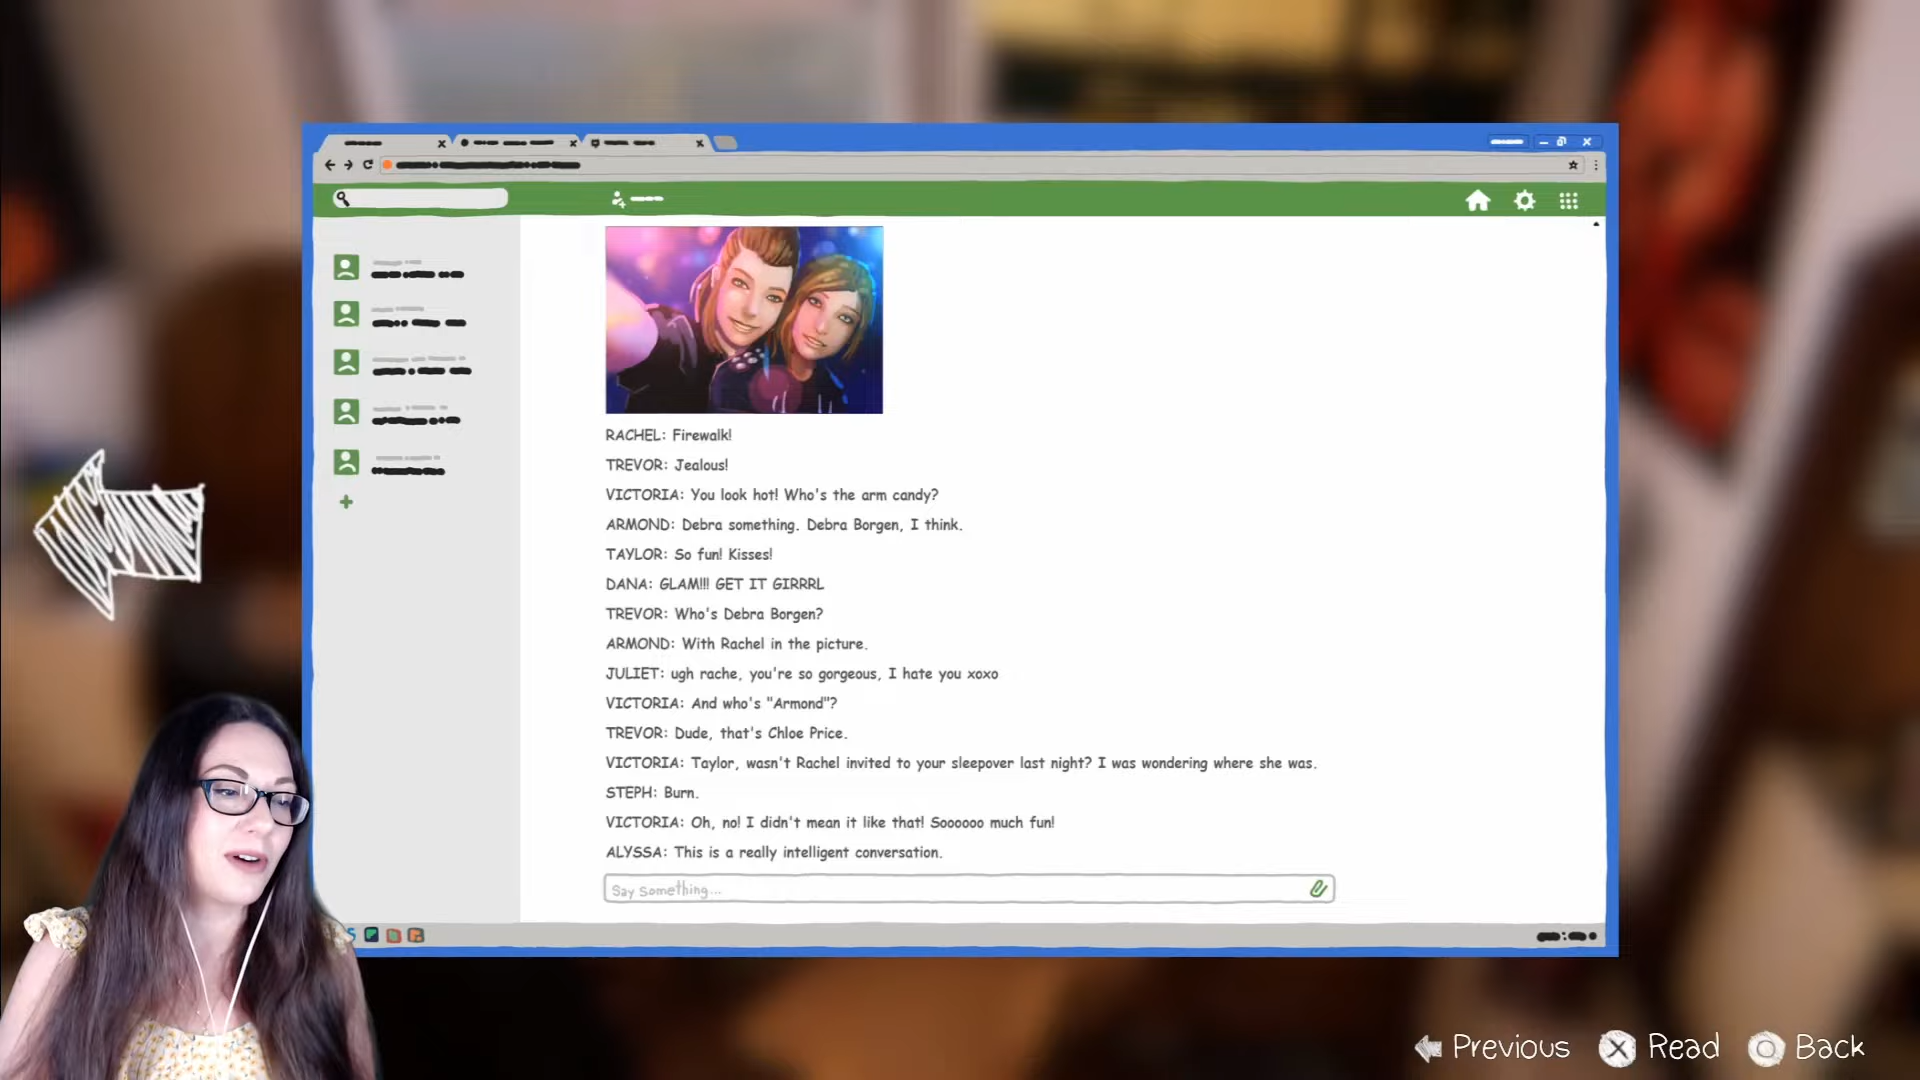 RACHEL: Firewalk!
TREVOR: Jealous!
VICTORIA: You look hot! Who's the arm candy?
ARMOND: Debra something. Debra Borgen, I think.
TAYLOR: So fun! Kisses!
DANA: GLAM!!! GET IT GIRRRL
TREVOR: Who's Debra Borgen?
ARMOND: With Rachel in the picture.
JULIET: ugh rache, you're so gorgeous, I hate you xoxo
VICTORIA: And who's "Armond"?
TREVOR: Dude, that's Chloe Price.
VICTORIA: Taylor, wasn't Rachel invited to your sleepover last night? I was wondering where she was.
STEPH: Burn.
VICTORIA: Oh, no! I didn't mean it like that! Soooooo much fun!
ALYSSA: This is a really intelligent conversation.
Say something...
Previous Read Back